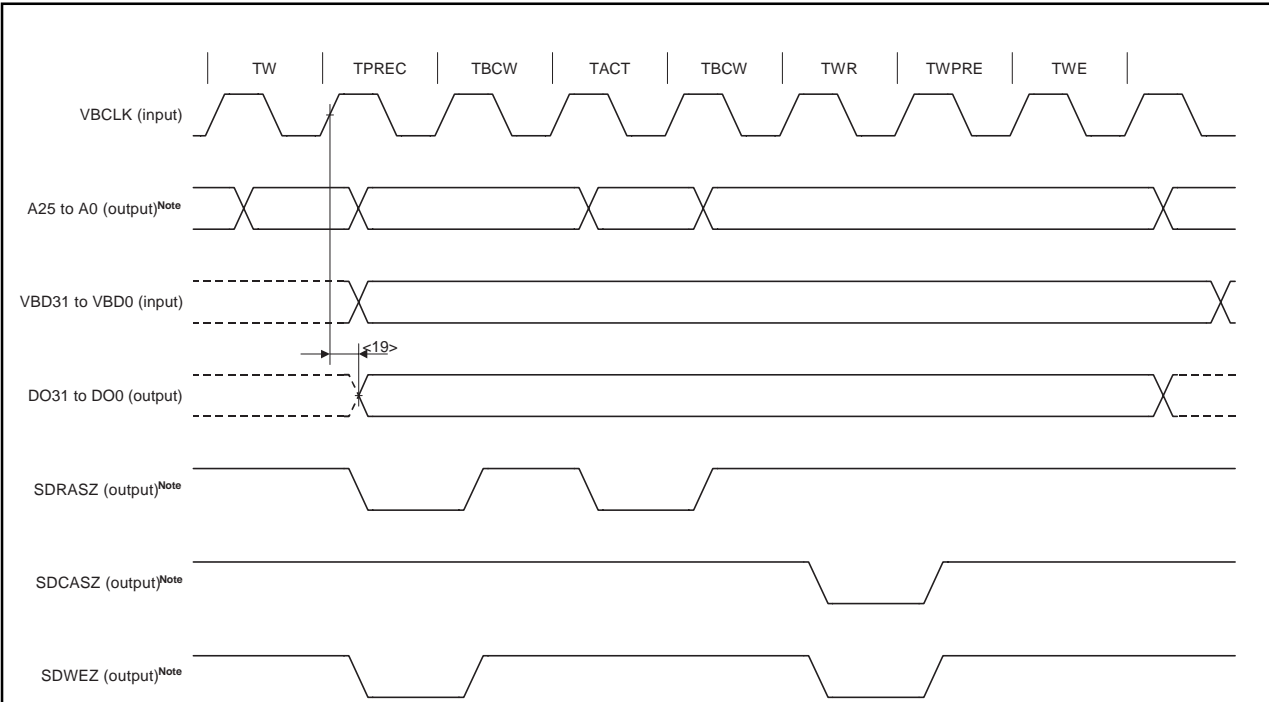 TW TPREC TBCW TACT TBCW TWR TWPRE TWE
VBCLK (input)
A25 to A0 (output)Note
VBD31 to VBD0 (input)
<19>
DO31 to DO0 (output)
SDRASZ (output)Note
SDCASZ (output)Note
SDWEZ (output)Note